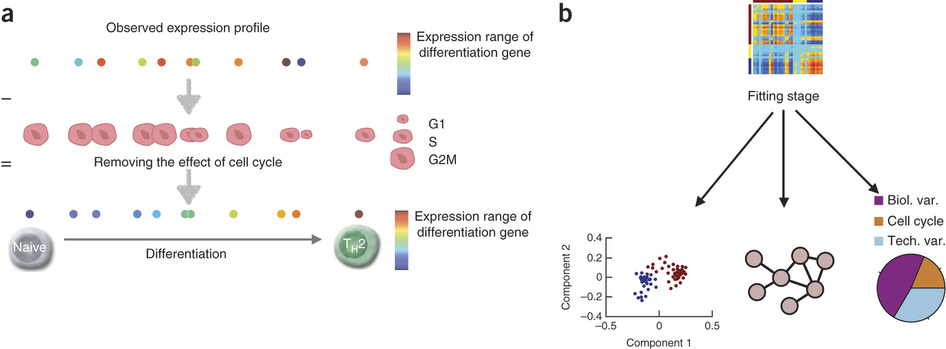 a
Observed expression profile
Expression range of
differentiation gene
–
G1
S
G2M
=
Removing the effect of cell cycle
Expression range of
differentiation gene
Naive
Differentiation
TH2
b
Fitting stage
Biol. var.
Cell cycle
Tech. var.
Component 2
0.4
0.2
0
–0.2
–0.4
–0.5
0
0.5
Component 1